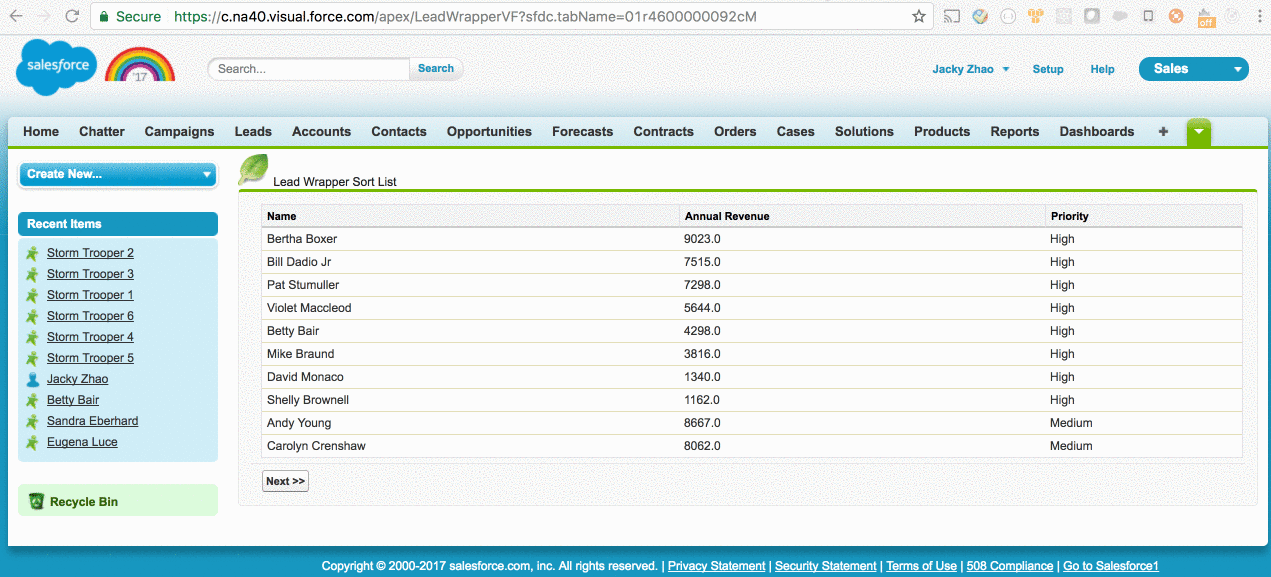 Secure https://c.na40.visual.force.com/apex/LeadWrapperVF?sfdc.tabName=01r4600000092cM
off
salesforce '17 Search... Search Jacky Zhao Setup Help Sales
Home Chatter Campaigns Leads Accounts Contacts Opportunities Forecasts Contracts Orders Cases Solutions Products Reports Dashboards +
Create New...
Lead Wrapper Sort List
Recent Items
Storm Trooper 2
Storm Trooper 3
Storm Trooper 1
Storm Trooper 6
Storm Trooper 4
Storm Trooper 5
Jacky Zhao
Betty Bair
Sandra Eberhard
Eugena Luce
Recycle Bin
Name Annual Revenue Priority
Bertha Boxer 9023.0 High
Bill Dadio Jr 7515.0 High
Pat Stumuller 7298.0 High
Violet Maccleod 5644.0 High
Betty Bair 4298.0 High
Mike Braund 3816.0 High
David Monaco 1340.0 High
Shelly Brownell 1162.0 High
Andy Young 8667.0 Medium
Carolyn Crenshaw 8062.0 Medium
Next >>
Copyright © 2000-2017 salesforce.com, inc. All rights reserved. | Privacy Statement | Security Statement | Terms of Use | 508 Compliance | Go to Salesforce1